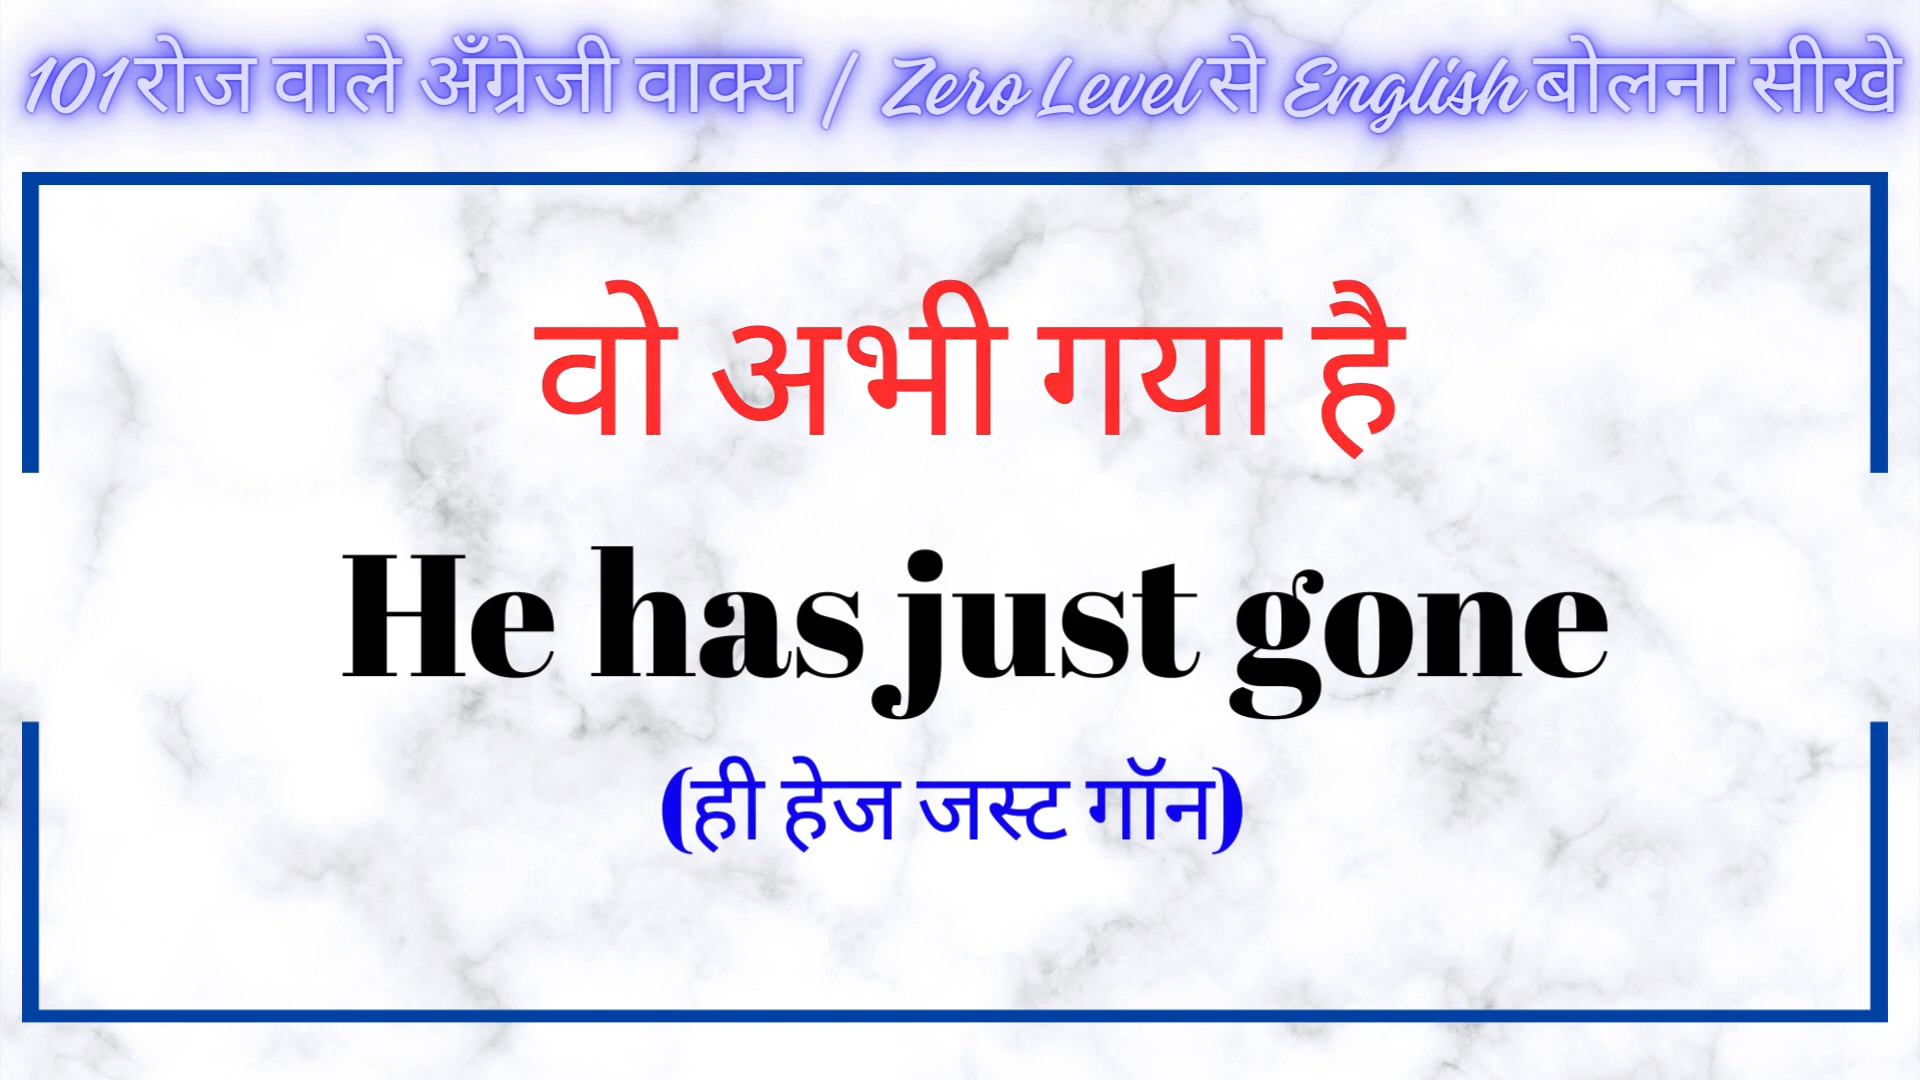 101 रोज वाले अँग्रेजी वाक्य / Zero Level से English बोलना सीखे
वो अभी गया है
He has just gone
(ही हेज जस्ट गॉन)